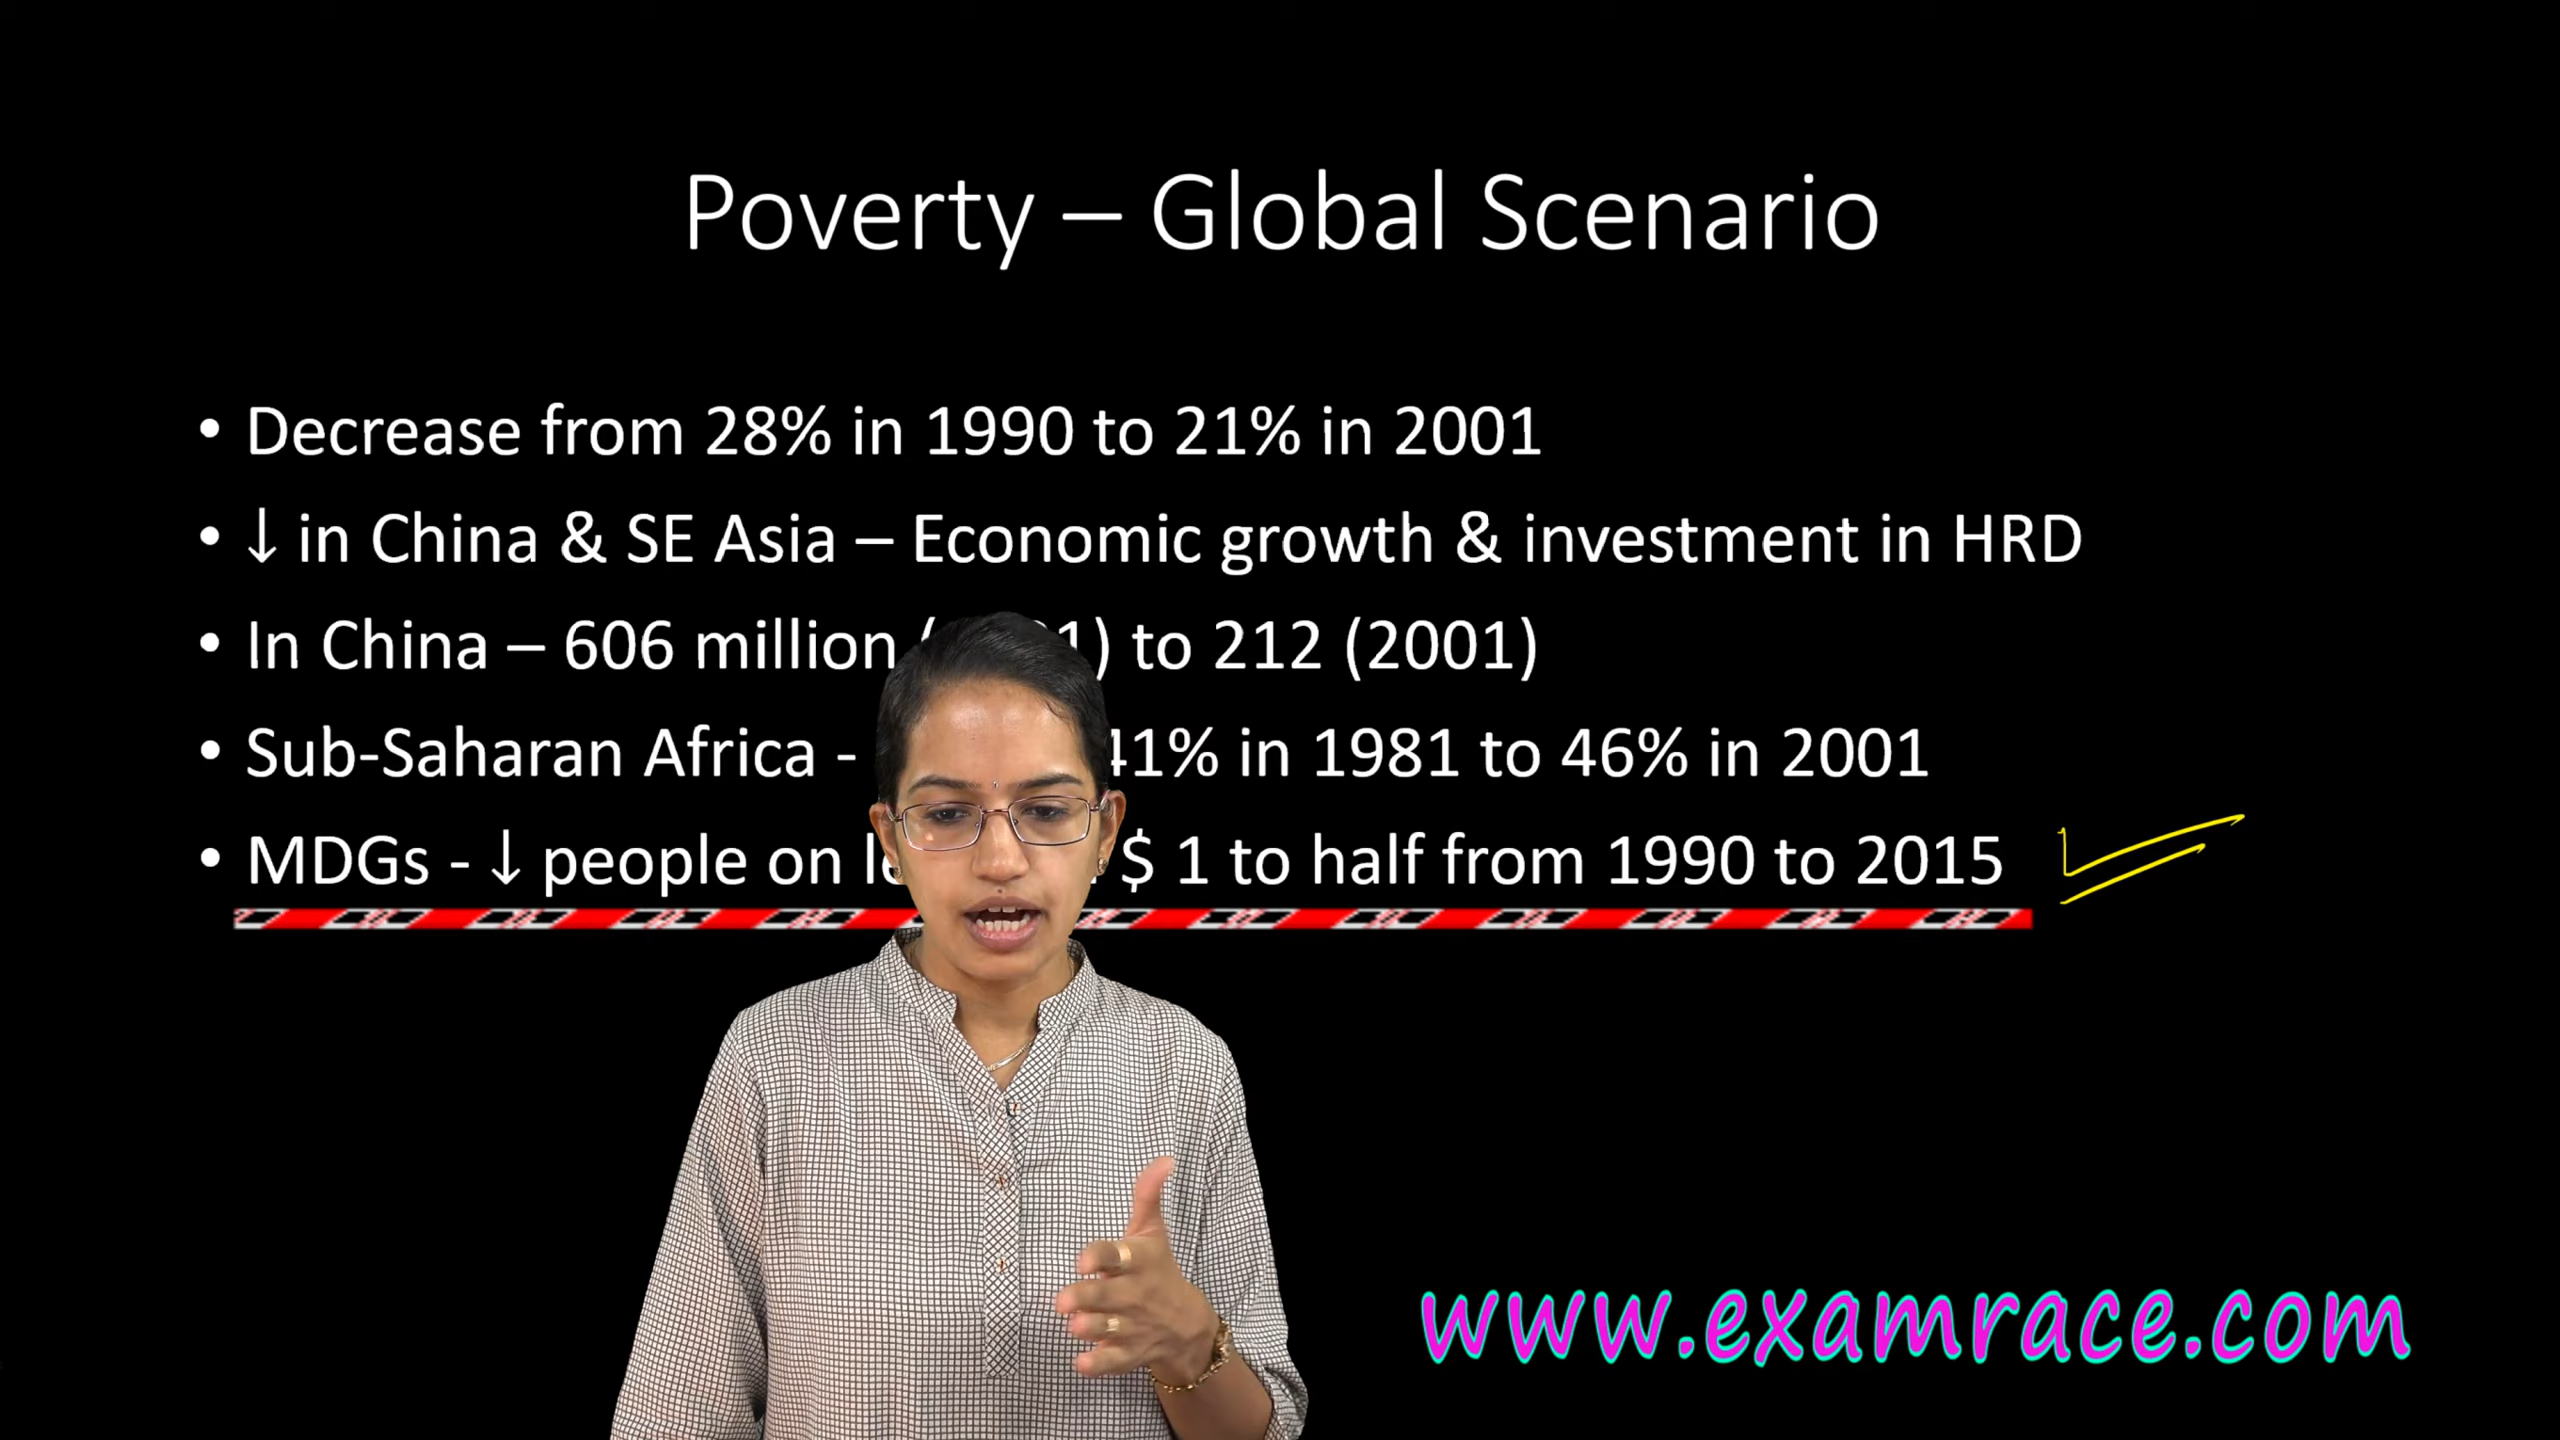 Poverty – Global Scenario
• Decrease from 28% in 1990 to 21% in 2001
• ↓ in China & SE Asia – Economic growth & investment in HRD
• In China – 606 million ( 1) to 212 (2001)
• Sub-Saharan Africa - 41% in 1981 to 46% in 2001
• MDGs - ↓ people on $ 1 to half from 1990 to 2015
www.examrace.com